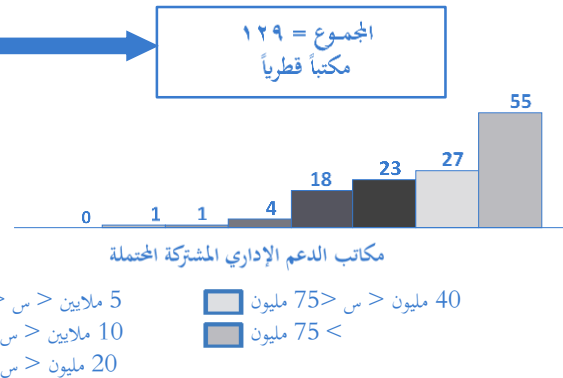 المجموع = ١٢٩
مكتباً قطرياً
0 1 1 4 18 23 27 55
مكاتب الدعم الإداري المشتركة المحتملة
40 مليون < س <75 مليون
> 75 مليون
5 ملايين < س <
10 ملايين < س
20 مليون < س